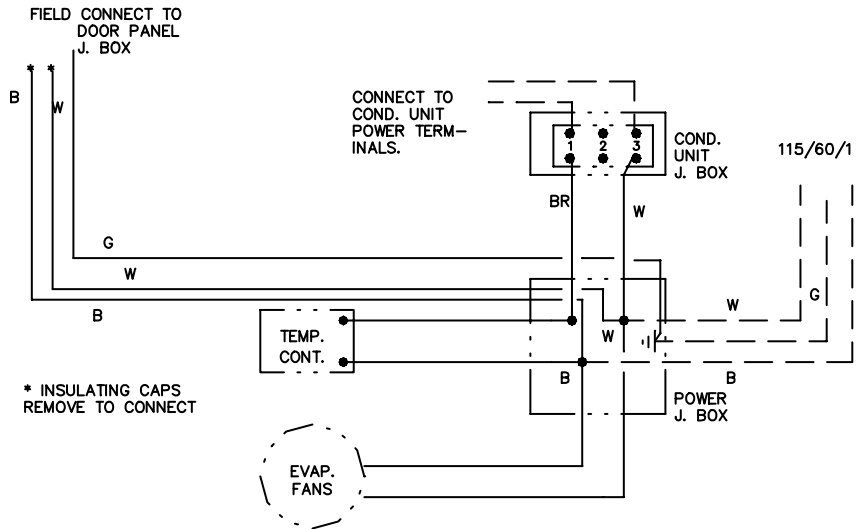 FIELD CONNECT TO
DOOR PANEL
J. BOX
* *
B
W
CONNECT TO
COND. UNIT
POWER TERM-
INALS.
1 2 3
COND.
UNIT
J. BOX
115/60/1
BR
W
G
W
B
W
G
TEMP.
CONT.
W
B
B
* INSULATING CAPS
REMOVE TO CONNECT
POWER
J. BOX
EVAP.
FANS